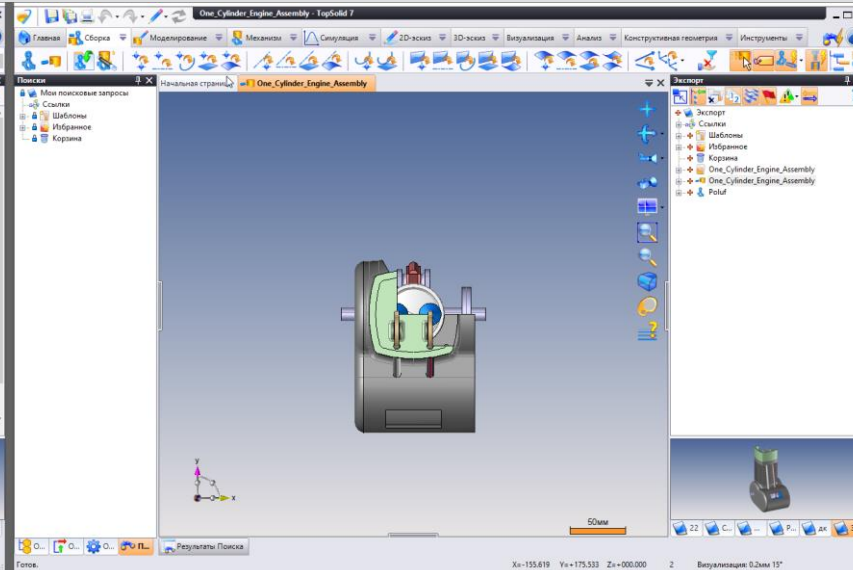 One_Cylinder_Engine_Assembly - TopSolid 7
Главная Сборка Моделирование Механизмы Симуляция 2D-эскиз 3D-эскиз Визуализация Анализ Конструктивная геометрия Инструменты
Поиски
Мои поисковые запросы
Ссылки
Шаблоны
Избранное
Корзина
Начальная страни One_Cylinder_Engine_Assembly
Экспорт
Экспорт
Ссылки
Шаблоны
Избранное
Корзина
One_Cylinder_Engine_Assembly
One_Cylinder_Engine_Assembly
Poluf
y
x
50мм
О... О... О... П...
Результаты Поиска
22 С... ... Р... дк
Готов.
X=-155.619 Y=+175.533 Z=+000.000 2 Визуализация: 0.2мм 15°